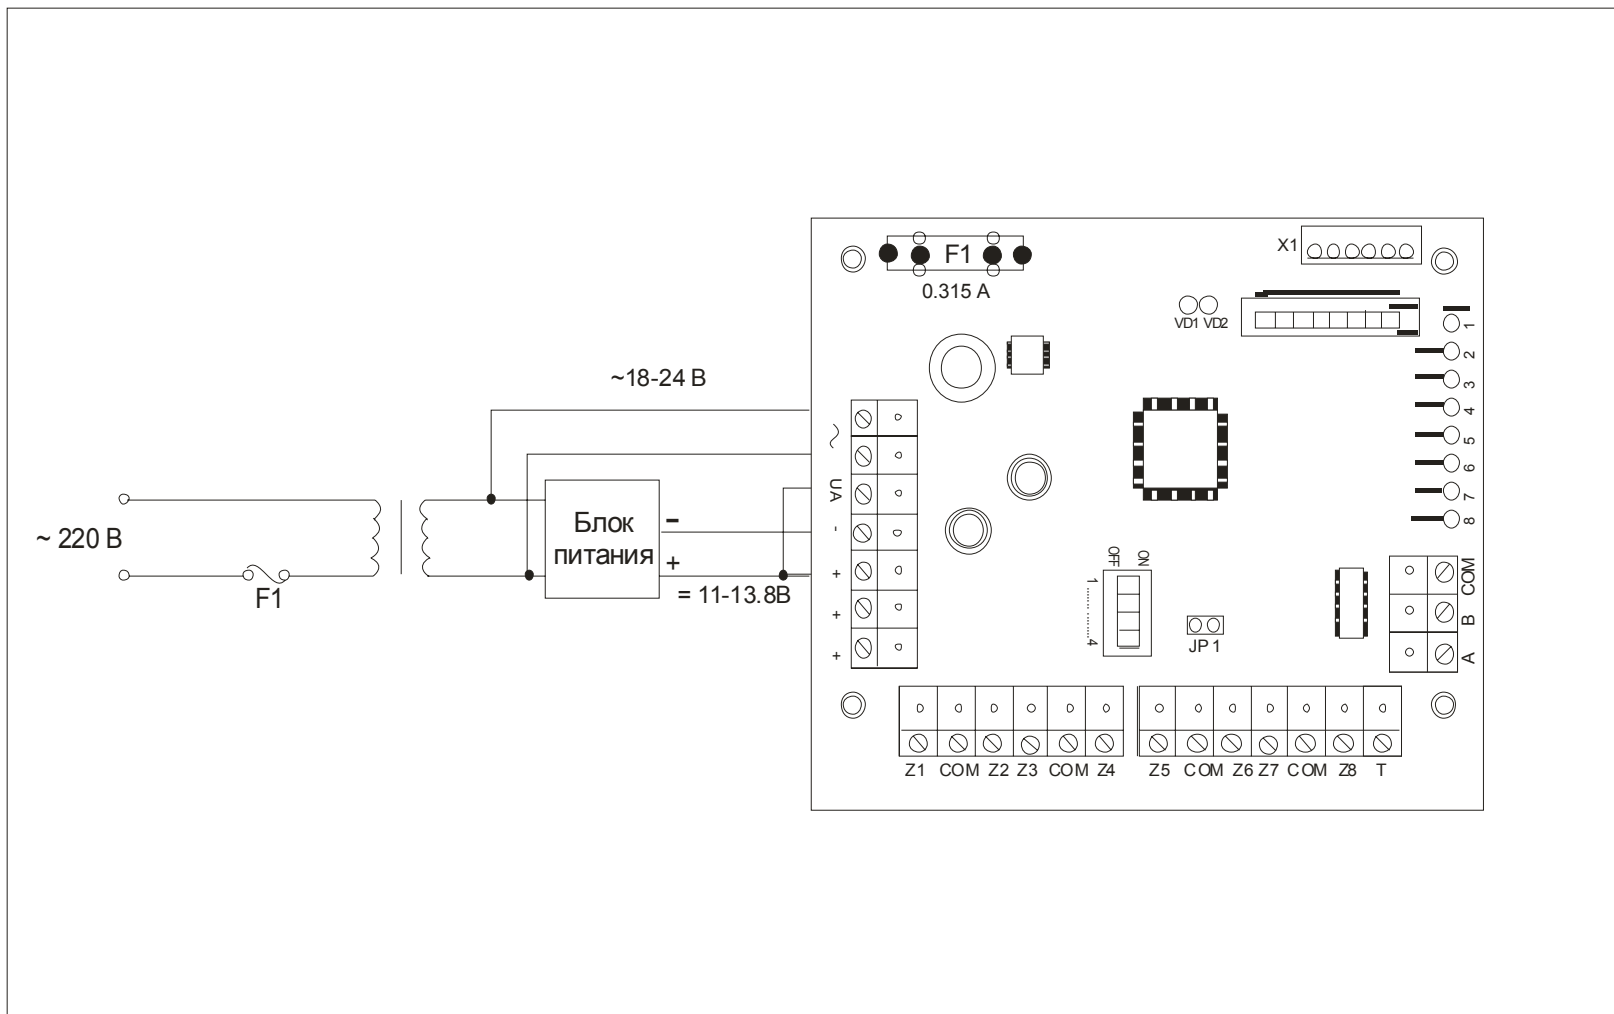 F1
0.315 A
X1
VD1 VD2
1
2
3
4
5
6
7
8
~18-24 В
~
UA
-
+
+
+
~ 220 В
F1
Блок
питания
-
+
= 11-13.8В
OFF
ON
1
4
JP1
COM
B
A
Z1 COM Z2 Z3 COM Z4 Z5 COM Z6 Z7 COM Z8 T